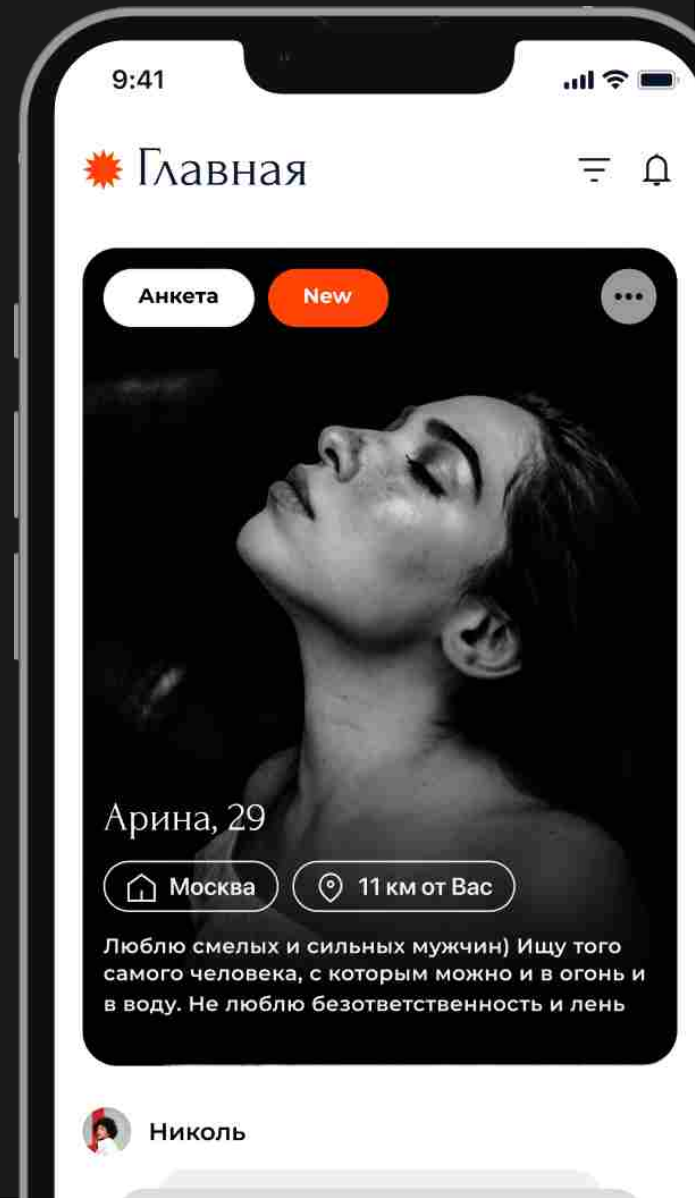 9:41
Главная
Анкета
New
Арина, 29
Москва
11 км от Вас
Люблю смелых и сильных мужчин) Ищу того
самого человека, с которым можно и в огонь и
в воду. Не люблю безответственность и лень
Николь